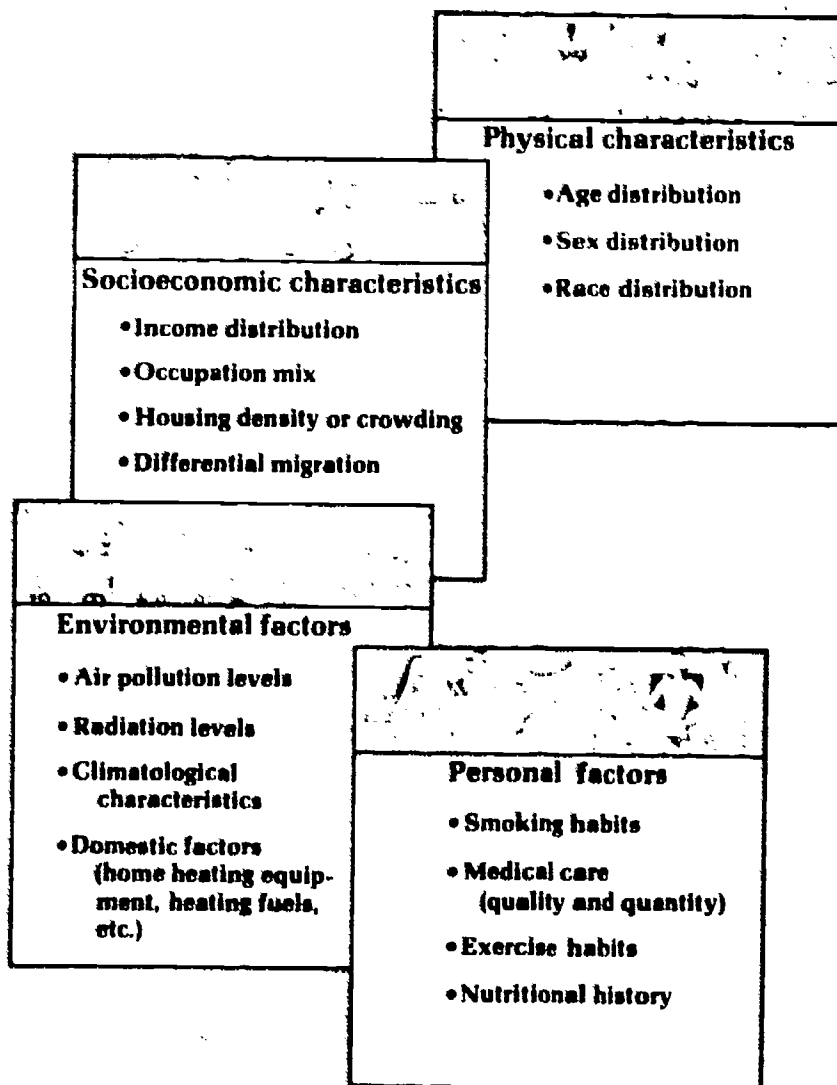 Physical characteristics
•Age distribution
•Sex distribution
•Race distribution
Socioeconomic characteristics
•Income distribution
•Occupation mix
•Housing density or crowding
•Differential migration
Environmental factors
•Air pollution levels
•Radiation levels
•Climatological
characteristics
•Domestic factors
(home heating equip-
ment, heating fuels,
etc.)
Personal factors
•Smoking habits
•Medical care
(quality and quantity)
•Exercise habits
•Nutritional history